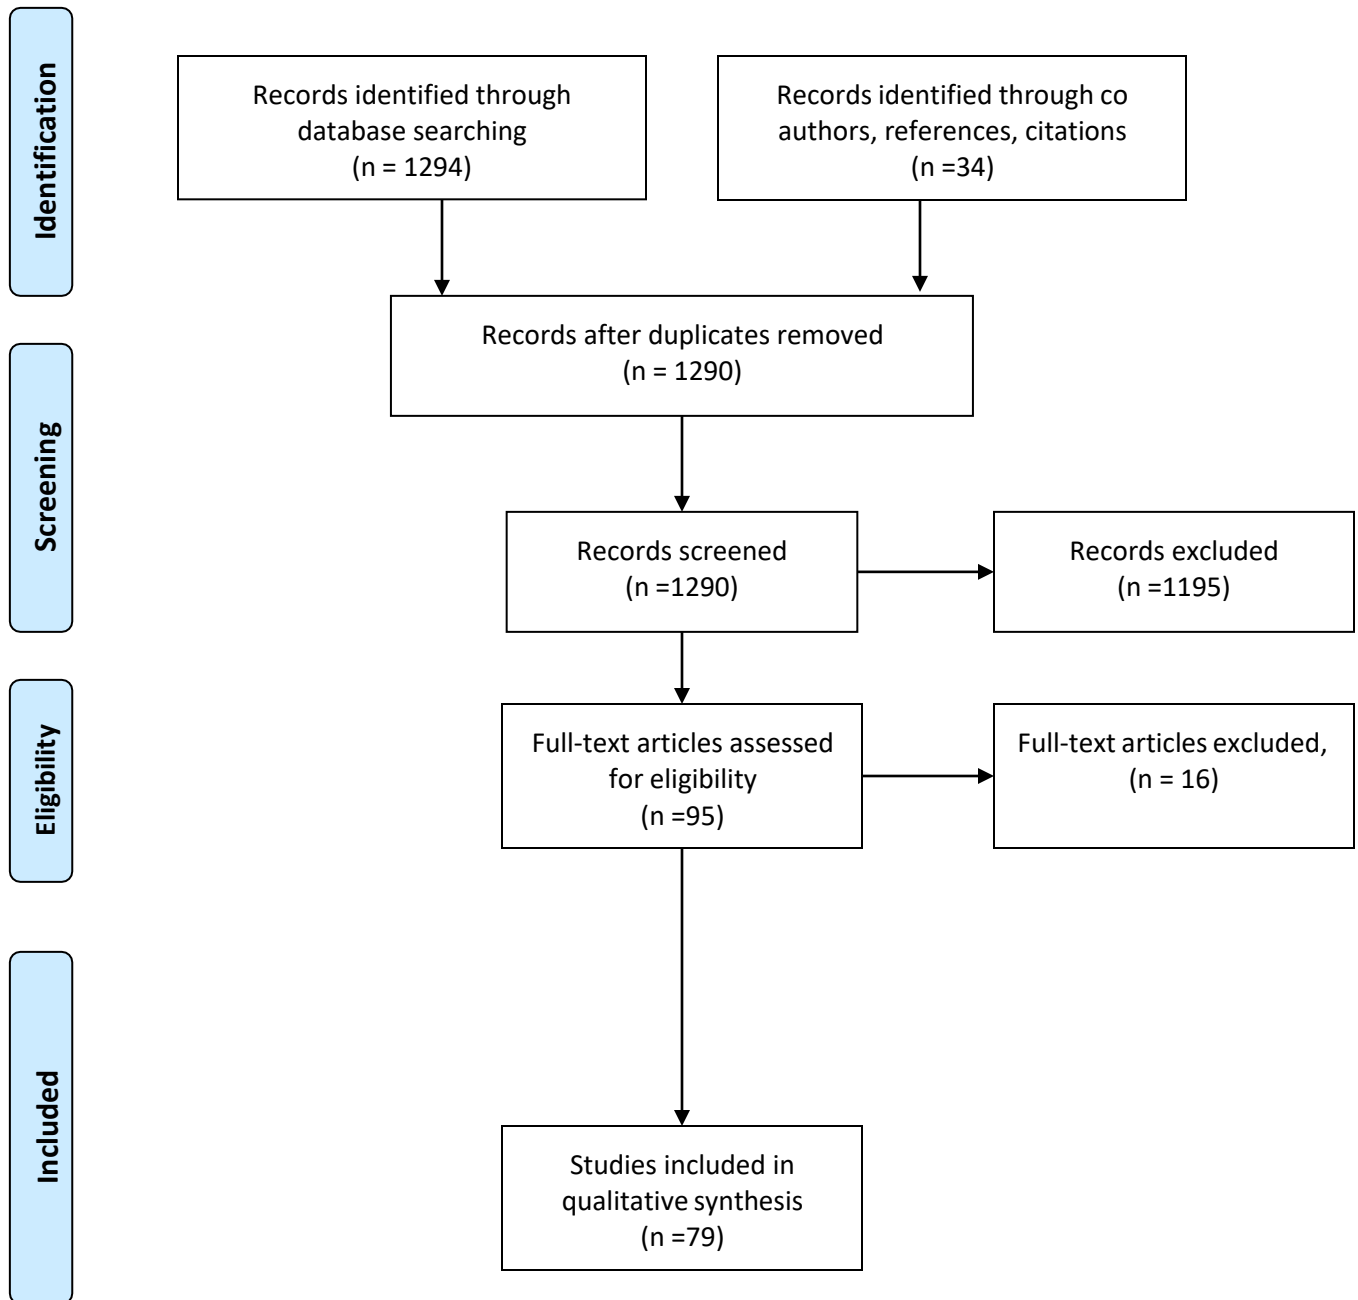 Identification
Records identified through
database searching
(n = 1294)
Records identified through co
authors, references, citations
(n =34)
Records after duplicates removed
(n = 1290)
Screening
Records screened
(n =1290)
Records excluded
(n =1195)
Eligibility
Full-text articles assessed
for eligibility
(n =95)
Full-text articles excluded,
(n = 16)
Included
Studies included in
qualitative synthesis
(n =79)